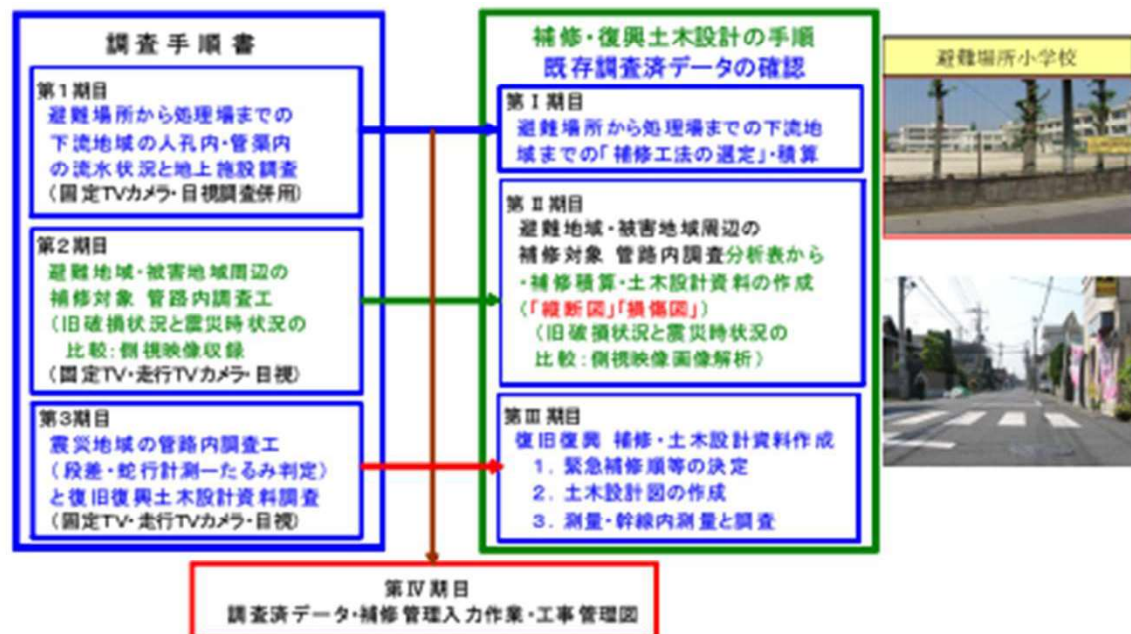 調査手順書
第1期目
避難場所から処理場までの
下流地域の人孔内・管渠内
の流水状況と地上施設調査
(固定TVカメラ・目視調査併用)
第2期目
避難地域・被害地域周辺の
補修対象 管路内調査工
(旧破損状況と震災時状況の
比較:側視映像収録
(固定TV・走行TVカメラ・目視)
第3期目
震災地域の管路内調査工
(段差・蛇行計測ーたるみ判定)
と復旧復興土木設計資料調査
(固定TV・走行TVカメラ・目視)
補修・復興土木設計の手順
既存調査済データの確認
第Ⅰ期目
避難場所から処理場までの下流地
域までの「補修工法の選定」・積算
第Ⅱ期目
避難地域・被害地域周辺の
補修対象 管路内調査分析表から
・補修積算・土木設計資料の作成
(「縦断図」「損傷図」)
(旧破損状況と震災時状況の
比較:側視映像画像解析)
第Ⅲ期目
復旧復興 補修・土木設計資料作成
1. 緊急補修順等の決定
2. 土木設計図の作成
3. 測量・幹線内測量と調査
第Ⅳ期目
調査済データ・補修管理入力作業・工事管理図
避難場所小学校